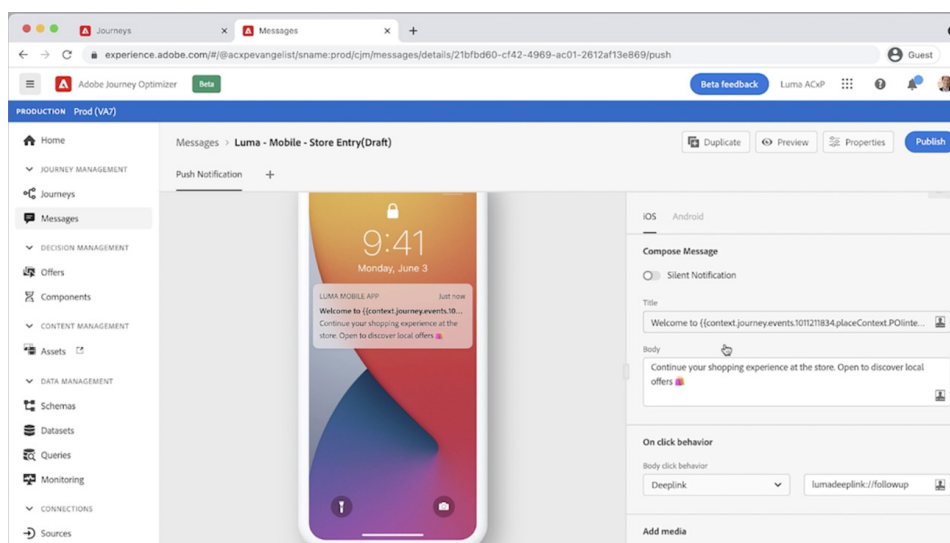 Journeys
Messages
experience.adobe.com/#/@acxpevangelist/sname:prod/cjm/messages/details/21bfbd60-cf42-4969-ac01-2612af13e869/push
Guest
Adobe Journey Optimizer
Beta
Beta feedback
Luma ACxP
PRODUCTION Prod (VA7)
Home
JOURNEY MANAGEMENT
Journeys
Messages
DECISION MANAGEMENT
Offers
Components
CONTENT MANAGEMENT
Assets
DATA MANAGEMENT
Schemas
Datasets
Queries
Monitoring
CONNECTIONS
Sources
Messages > Luma - Mobile - Store Entry(Draft)
Duplicate
Preview
Properties
Publish
Push Notification
9:41
Monday, June 3
LUMA MOBILE APP Just now
Welcome to {{context.journey.events.10...
Continue your shopping experience at the
store. Open to discover local offers 🛍️
iOS Android
Compose Message
Silent Notification
Title
Welcome to {{context.journey.events.1011211834.placeContext.POIinte...
Body
Continue your shopping experience at the store. Open to discover local
offers 🛍️
On click behavior
Body click behavior
Deeplink
lumadeeplink://followup
Add media